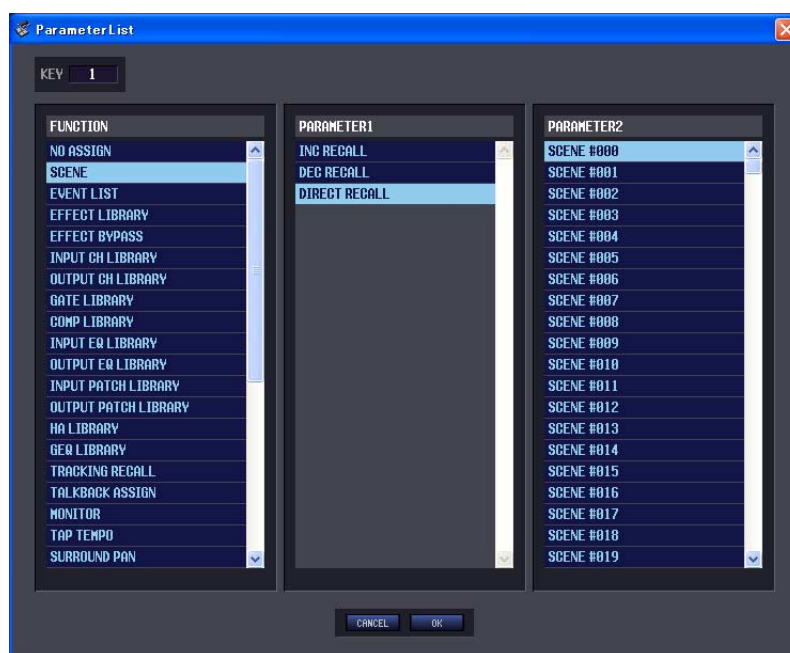 ParameterList
KEY 1
FUNCTION
NO ASSIGN
SCENE
EVENT LIST
EFFECT LIBRARY
EFFECT BYPASS
INPUT CH LIBRARY
OUTPUT CH LIBRARY
GATE LIBRARY
COMP LIBRARY
INPUT EQ LIBRARY
OUTPUT EQ LIBRARY
INPUT PATCH LIBRARY
OUTPUT PATCH LIBRARY
HA LIBRARY
GEQ LIBRARY
TRACKING RECALL
TALKBACK ASSIGN
MONITOR
TAP TEMPO
SURROUND PAN
PARAMETER1
INC RECALL
DEC RECALL
DIRECT RECALL
PARAMETER2
SCENE #000
SCENE #001
SCENE #002
SCENE #003
SCENE #004
SCENE #005
SCENE #006
SCENE #007
SCENE #008
SCENE #009
SCENE #010
SCENE #011
SCENE #012
SCENE #013
SCENE #014
SCENE #015
SCENE #016
SCENE #017
SCENE #018
SCENE #019
CANCEL OK